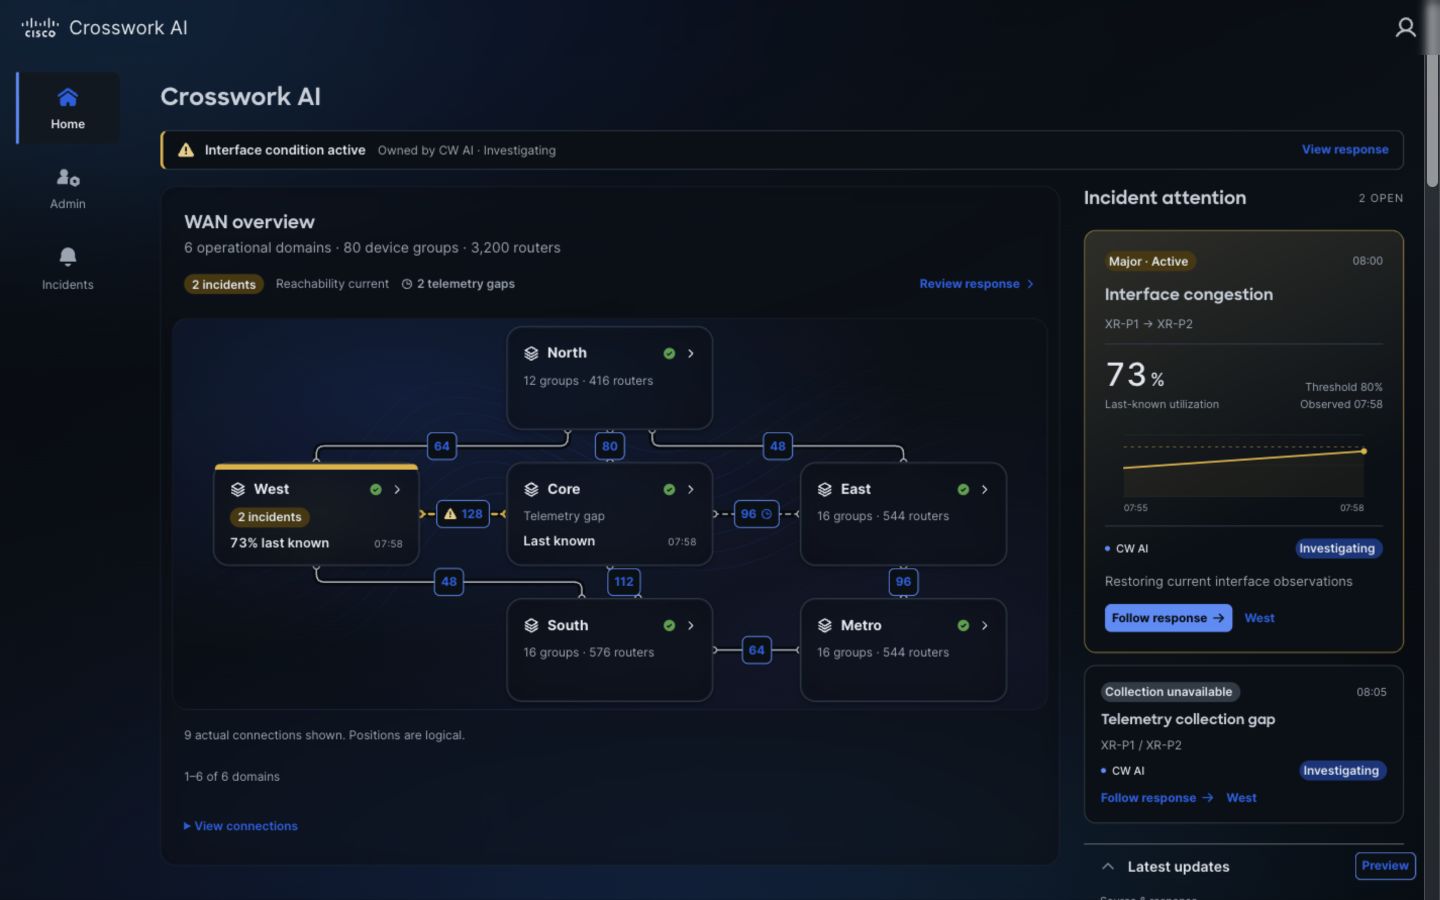 CISCO Crosswork AI
Home
Admin
Incidents
Crosswork AI
Interface condition active Owned by CW AI · Investigating View response
WAN overview
6 operational domains · 80 device groups · 3,200 routers
2 incidents Reachability current 2 telemetry gaps Review response
North
12 groups · 416 routers
64 80 48
West
2 incidents
73% last known 07:58
128
Core
Telemetry gap
Last known 07:58
96
East
16 groups · 544 routers
48 112 96
South
16 groups · 576 routers
64
Metro
16 groups · 544 routers
9 actual connections shown. Positions are logical.
1–6 of 6 domains
View connections
Incident attention 2 OPEN
Major · Active 08:00
Interface congestion
XR-P1 → XR-P2
73 %
Last-known utilization
Threshold 80%
Observed 07:58
07:55 07:58
CW AI Investigating
Restoring current interface observations
Follow response → West
Collection unavailable 08:05
Telemetry collection gap
XR-P1 / XR-P2
CW AI Investigating
Follow response → West
Latest updates Preview